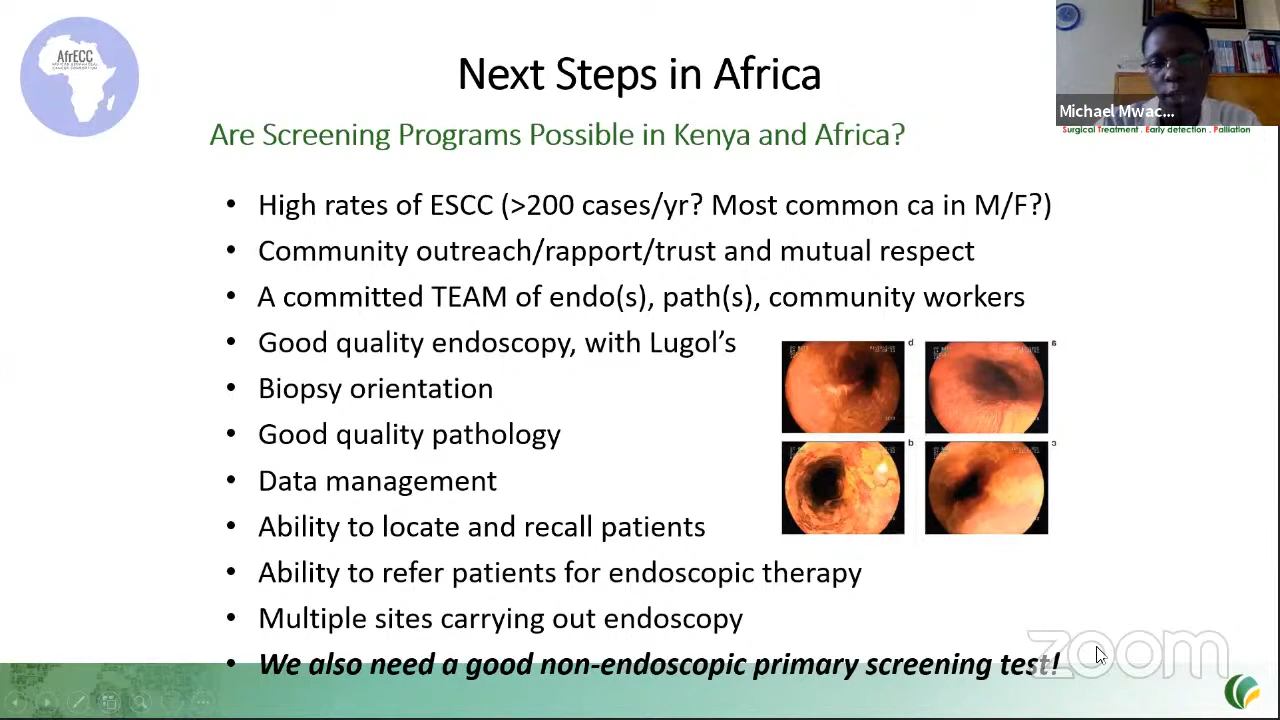 AfrECC
Next Steps in Africa
Michael Mwac...
Surgical Treatment . Early detection . Palliation
Are Screening Programs Possible in Kenya and Africa?
• High rates of ESCC (>200 cases/yr? Most common ca in M/F?)
• Community outreach/rapport/trust and mutual respect
• A committed TEAM of endo(s), path(s), community workers
• Good quality endoscopy, with Lugol’s
• Biopsy orientation
• Good quality pathology
• Data management
• Ability to locate and recall patients
• Ability to refer patients for endoscopic therapy
• Multiple sites carrying out endoscopy
• We also need a good non-endoscopic primary screening test!
d
a
b
zoom